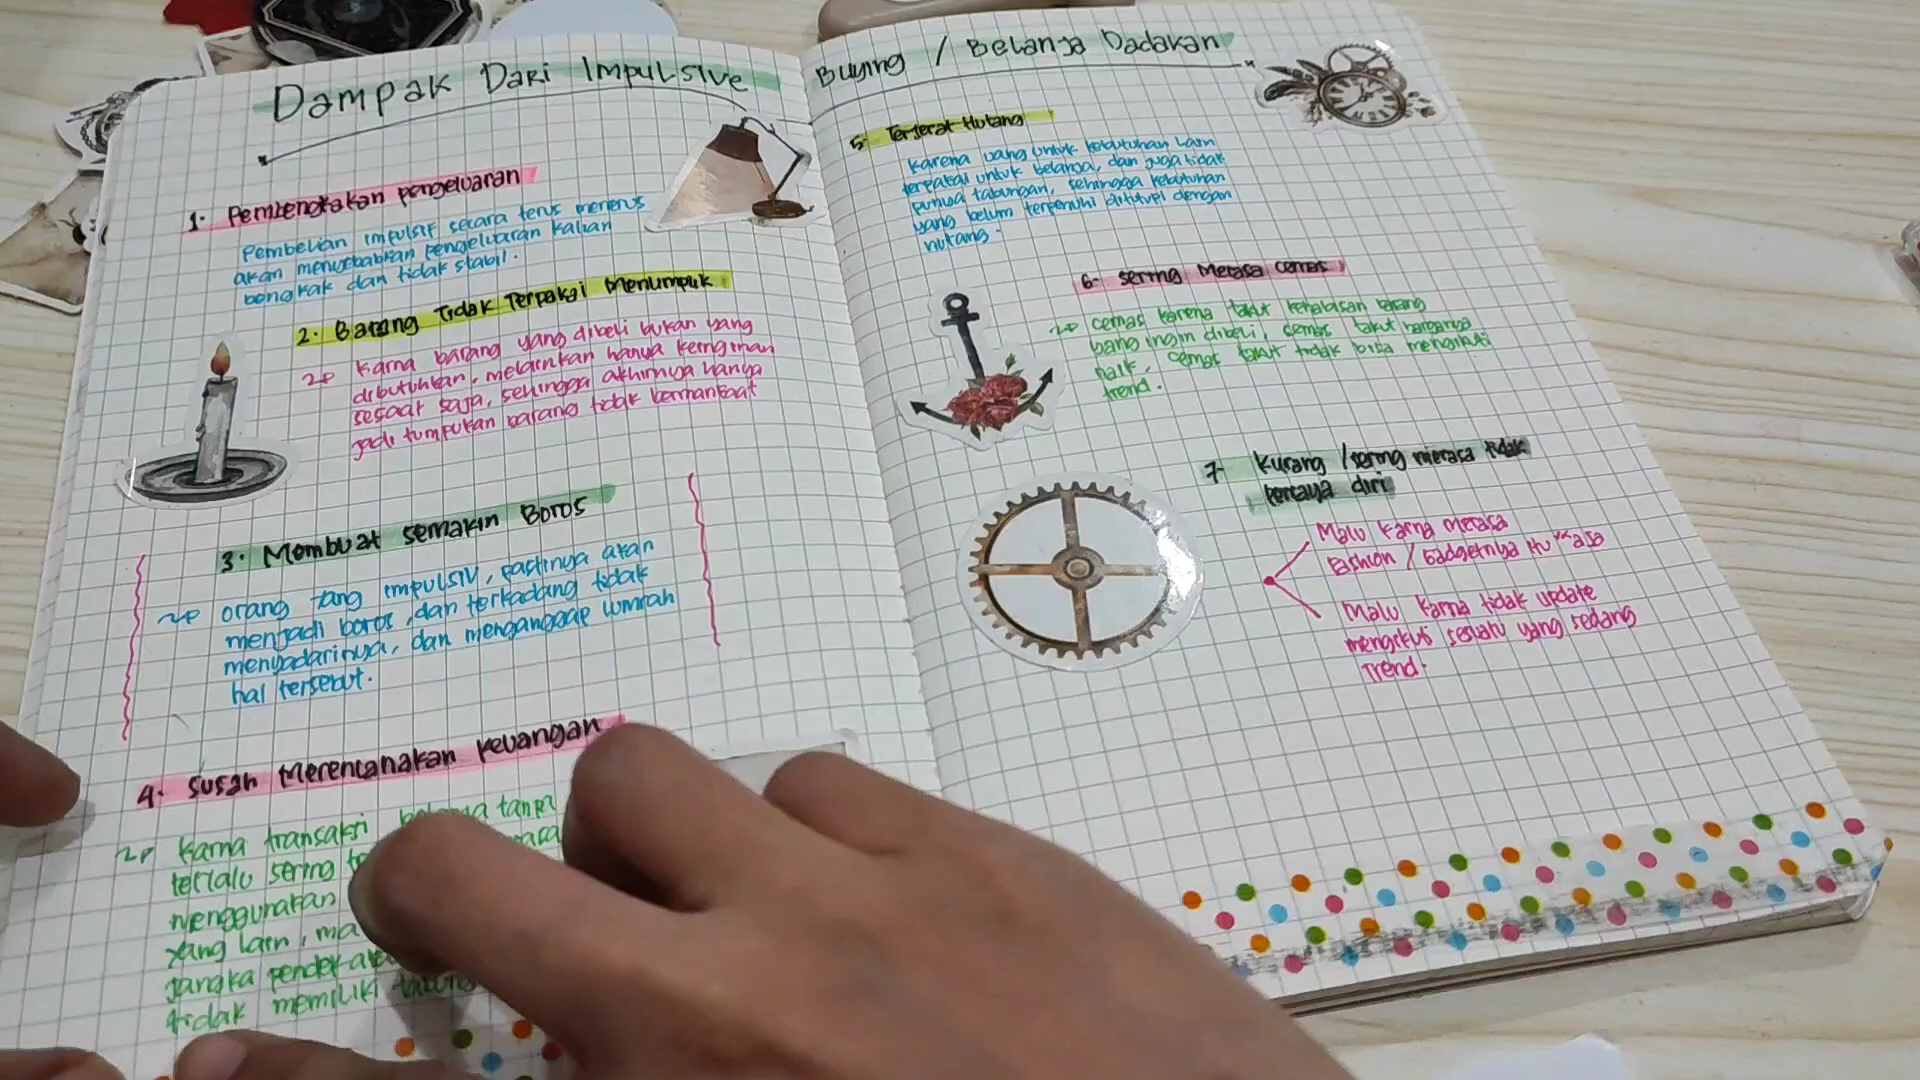 Dampak Dari Impulsive Buying / Belanja Dadakan
1. Pembengkakan pengeluaran
Pembelian impulsif secara terus menerus
akan menyebabkan pengeluaran kalian
bengkak dan tidak stabil.
2. Barang Tidak Terpakai Menumpuk
Karna barang yang dibeli bukan yang
dibutuhkan, melainkan hanya keinginan
sesaat saja, sehingga akhirnya hanya
jadi tumpukan barang tidak bermanfaat
3. Membuat semakin Boros
orang yang impulsiv, pastinya akan
menjadi boros, dan terkadang tidak
menyadarinya, dan menganggap lumrah
hal tersebut.
4. Susah Merencanakan keuangan
karna transaksi tanpa
terlalu sering
menggunakan
yang lain,
jangka pendek
tidak memiliki
5. Terjerat Hutang
karena uang untuk kebutuhan lain
terpakai untuk belanja, dan juga tidak
punya tabungan, sehingga kebutuhan
yang belum terpenuhi ditutupi dengan
hutang.
6. sering Merasa cemas
cemas karena takut kehabisan barang
yang ingin dibeli, cemas takut harganya
naik, cemas takut tidak bisa mengikuti
trend.
7. Kurang / sering merasa tidak
percaya diri
Malu karna merasa
Fashion / Gadgetnya itu
Malu karna tidak update
mengikuti sesuatu yang sedang
Trend.